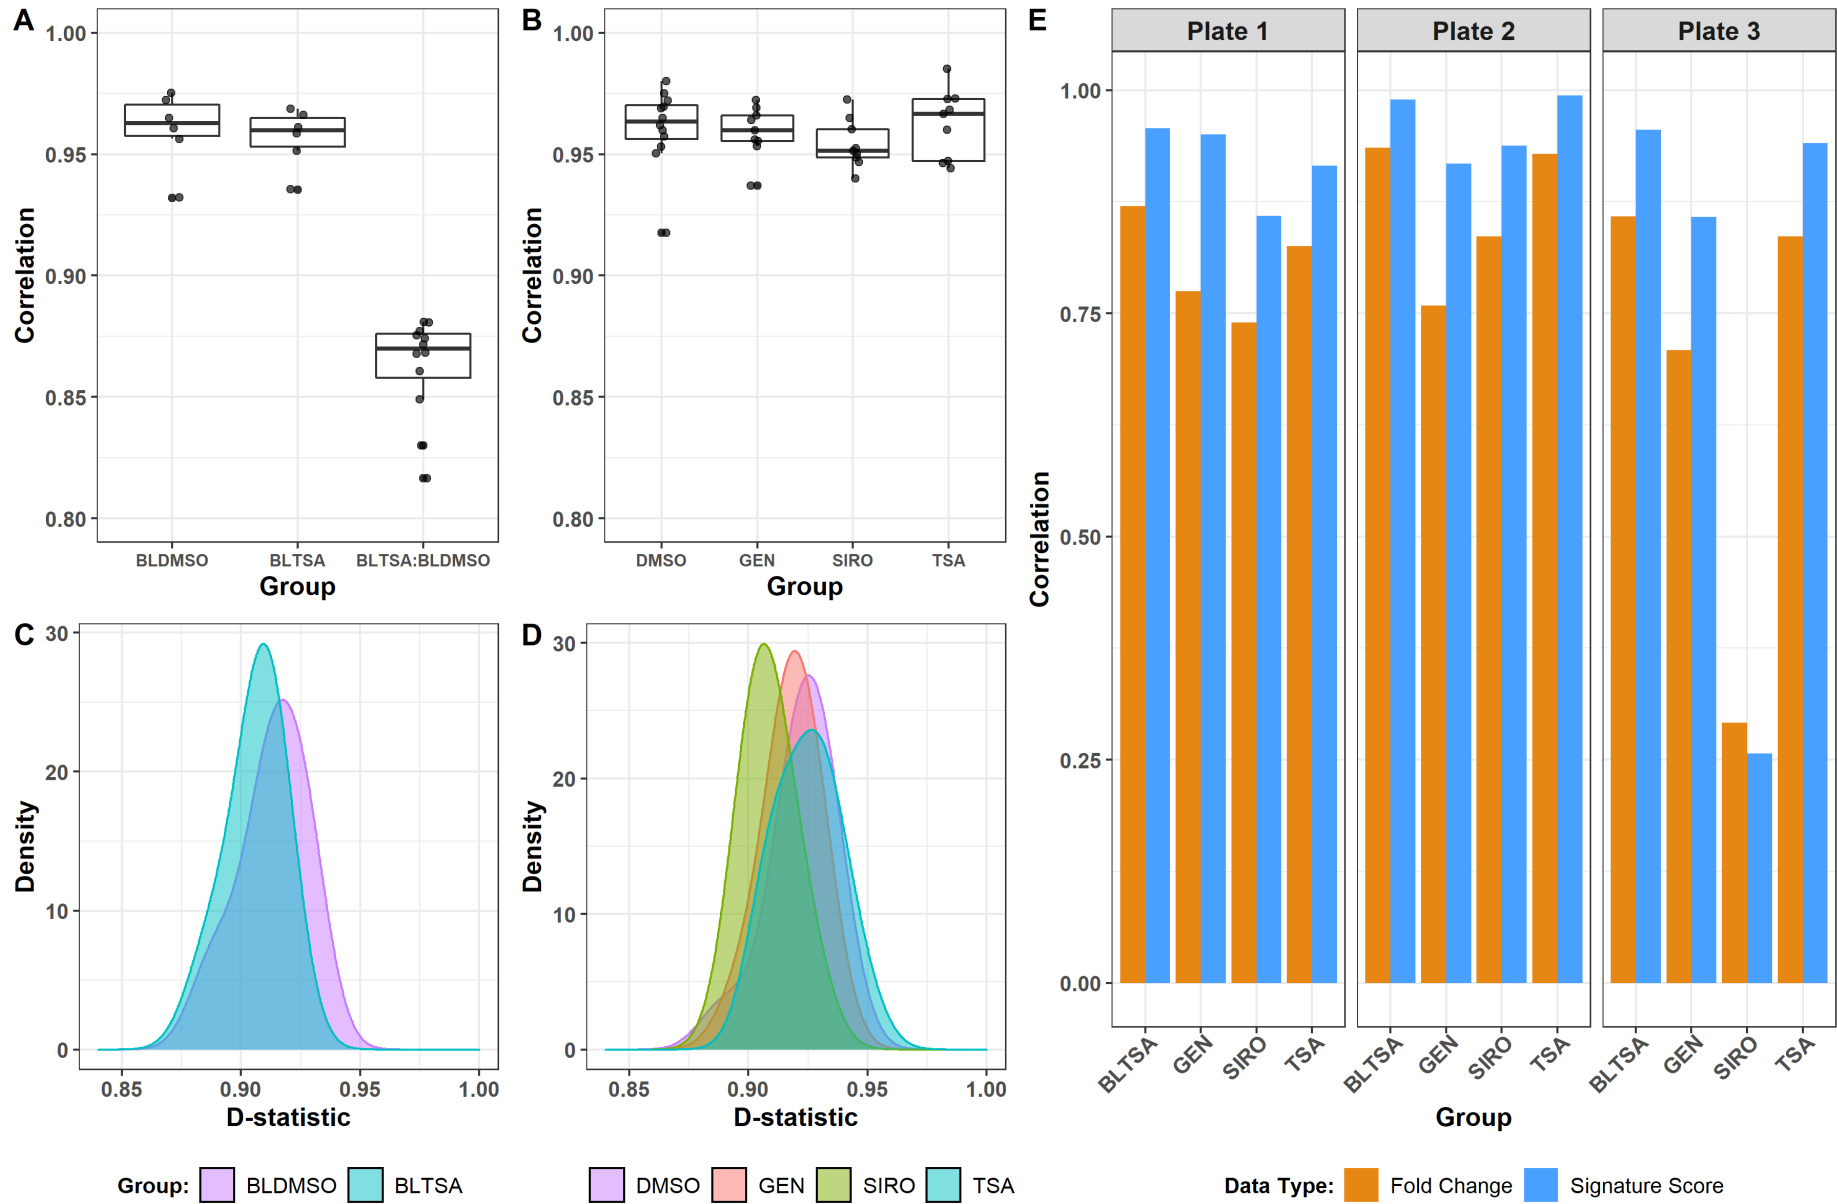 A
1.00
0.95
0.90
0.85
0.80
Correlation
BLDMSO BLTSA BLTSA:BLDMSO
Group
B
1.00
0.95
0.90
0.85
0.80
Correlation
DMSO GEN SIRO TSA
Group
C
30
20
10
0
Density
0.85 0.90 0.95 1.00
D-statistic
D
30
20
10
0
Density
0.85 0.90 0.95 1.00
D-statistic
E
Plate 1 Plate 2 Plate 3
1.00
0.75
0.50
0.25
0.00
Correlation
BLTSA GEN SIRO TSA BLTSA GEN SIRO TSA BLTSA GEN SIRO TSA
Group
Group: BLDMSO BLTSA
DMSO GEN SIRO TSA
Data Type: Fold Change Signature Score